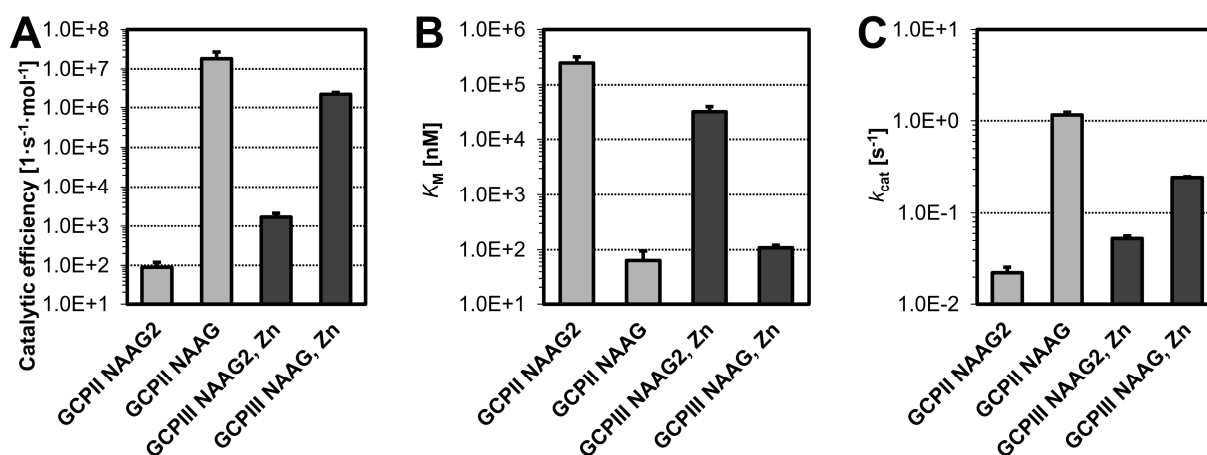 A
Catalytic efficiency [1·s⁻¹·mol⁻¹]
1.0E+8
1.0E+7
1.0E+6
1.0E+5
1.0E+4
1.0E+3
1.0E+2
1.0E+1
GCPII NAAG2
GCPII NAAG
GCPIII NAAG2, Zn
GCPIII NAAG, Zn
B
K_M [nM]
1.0E+6
1.0E+5
1.0E+4
1.0E+3
1.0E+2
1.0E+1
GCPII NAAG2
GCPII NAAG
GCPIII NAAG2, Zn
GCPIII NAAG, Zn
C
k_cat [s⁻¹]
1.0E+1
1.0E+0
1.0E-1
1.0E-2
GCPII NAAG2
GCPII NAAG
GCPIII NAAG2, Zn
GCPIII NAAG, Zn